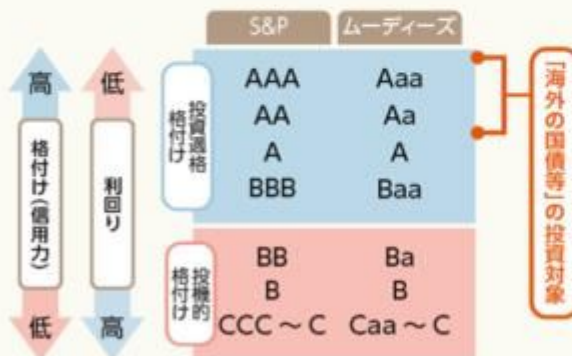 S&P ムーディーズ
高 低
格付け(信用力)
利回り
低 高
投資適格
格付け
AAA Aaa
AA Aa
A A
BBB Baa
投機的
格付け
BB Ba
B B
CCC ～ C Caa ～ C
「海外の国債等」の投資対象